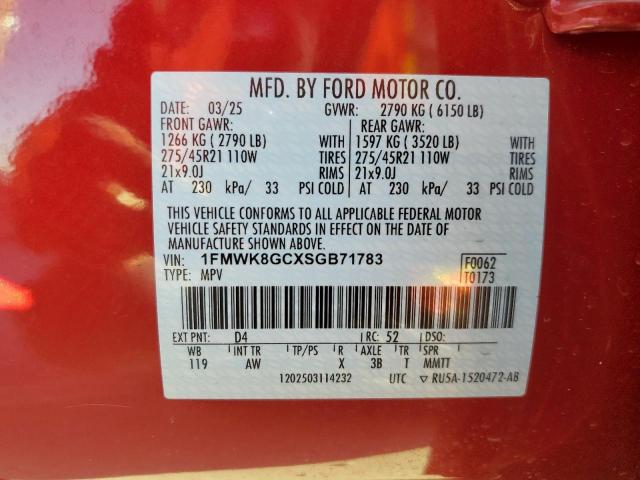 MFD. BY FORD MOTOR CO.
DATE: 03/25 GVWR: 2790 KG ( 6150 LB)
FRONT GAWR: REAR GAWR:
1266 KG ( 2790 LB) WITH 1597 KG ( 3520 LB) WITH
275/45R21 110W TIRES 275/45R21 110W TIRES
21x9.0J RIMS 21x9.0J RIMS
AT 230 kPa/ 33 PSI COLD AT 230 kPa/ 33 PSI COLD
THIS VEHICLE CONFORMS TO ALL APPLICABLE FEDERAL MOTOR
VEHICLE SAFETY STANDARDS IN EFFECT ON THE DATE OF
MANUFACTURE SHOWN ABOVE.
VIN: 1FMWK8GCXSGB71783 F0062
TYPE: MPV T0173
EXT PNT: D4 RC: 52 DSO:
WB INT TR TP/PS R AXLE TR SPR
119 AW X 3B T MMTT
1202503114232 UTC ▽ RU5A-1520472-AB